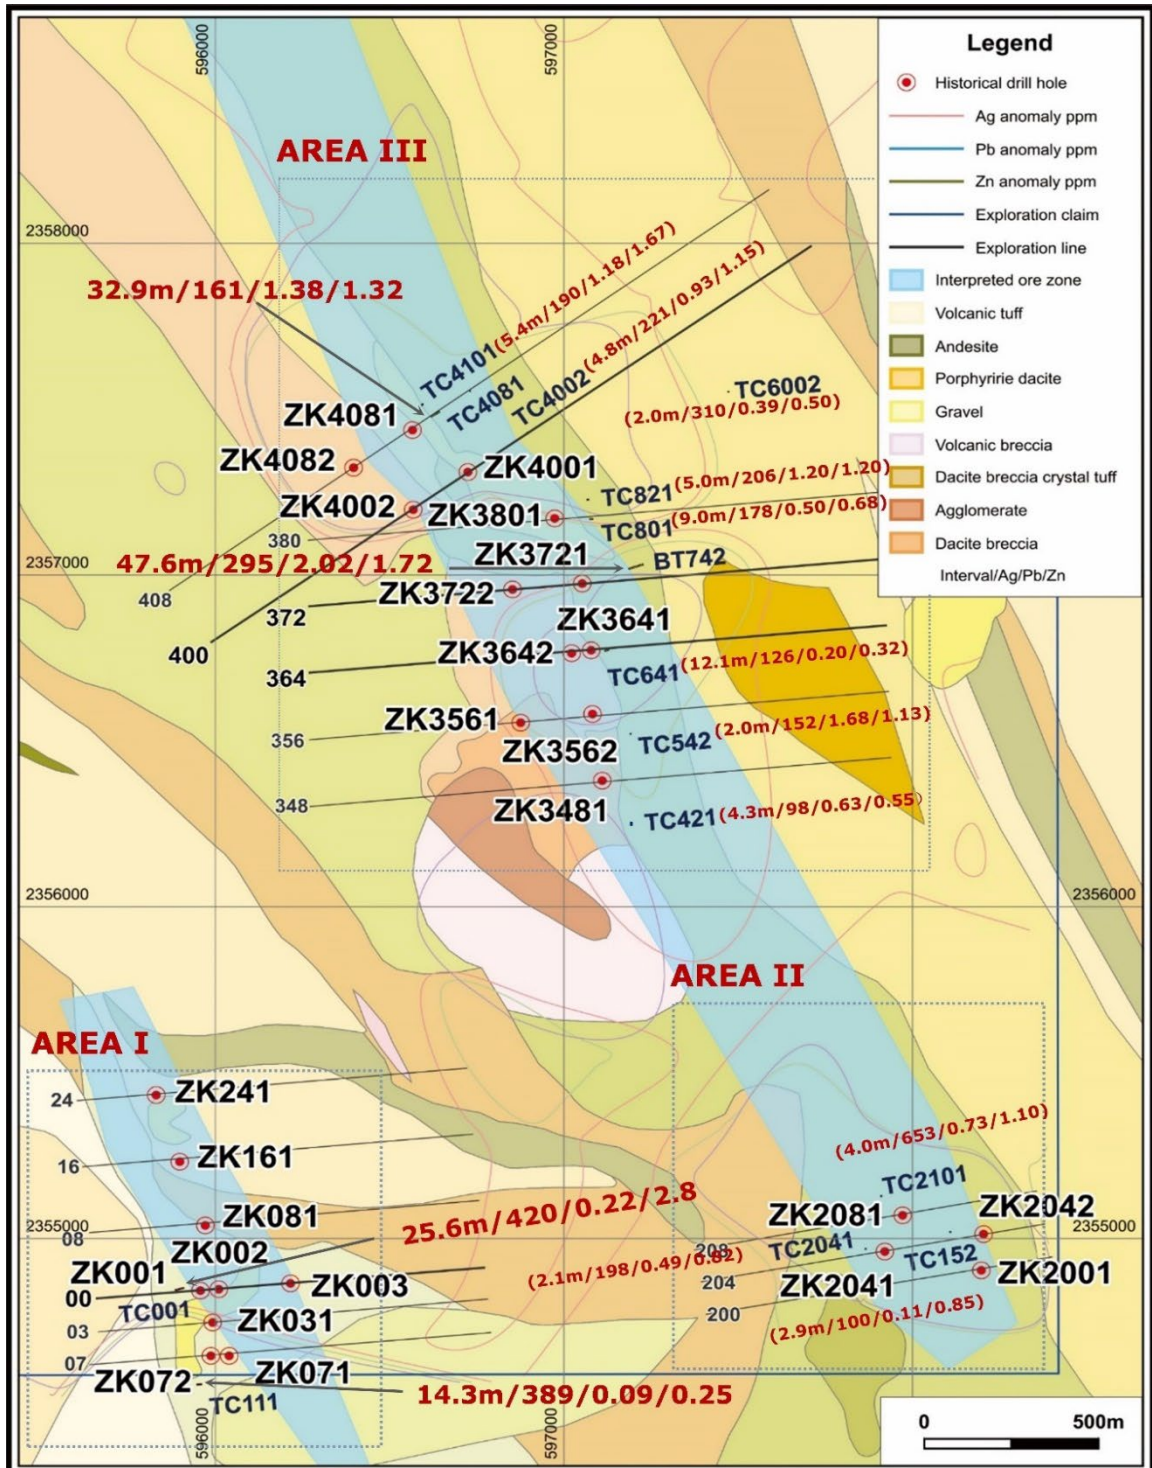 596000
597000
Legend
Historical drill hole
Ag anomaly ppm
Pb anomaly ppm
Zn anomaly ppm
Exploration claim
Exploration line
Interpreted ore zone
Volcanic tuff
Andesite
Porphyririe dacite
Gravel
Volcanic breccia
Dacite breccia crystal tuff
Agglomerate
Dacite breccia
Interval/Ag/Pb/Zn
AREA III
2358000
32.9m/161/1.38/1.32
TC4101 (5.4m/190/1.18/1.67)
TC4081
TC4002 (4.8m/221/0.93/1.15)
TC6002
(2.0m/310/0.39/0.50)
ZK4081
ZK4082
ZK4001
ZK4002
ZK3801
TC821 (5.0m/206/1.20/1.20)
TC801 (9.0m/178/0.50/0.68)
380
47.6m/295/2.02/1.72
ZK3721
BT742
2357000
408
ZK3722
372
ZK3641
400
ZK3642
364
TC641 (12.1m/126/0.20/0.32)
ZK3561
356
ZK3562
TC542 (2.0m/152/1.68/1.13)
348
ZK3481
TC421 (4.3m/98/0.63/0.55)
2356000
2356000
AREA II
AREA I
24
ZK241
16
ZK161
(4.0m/653/0.73/1.10)
TC2101
25.6m/420/0.22/2.8
2355000
2355000
ZK081
08
ZK2081
ZK2042
ZK002
208
TC2041
TC152
ZK001
(2.1m/198/0.49/0.82)
204
ZK2041
ZK2001
00
ZK003
TC001
200
(2.9m/100/0.11/0.85)
03
ZK031
07
ZK072
ZK071
14.3m/389/0.09/0.25
TC111
596000
597000
0
500m